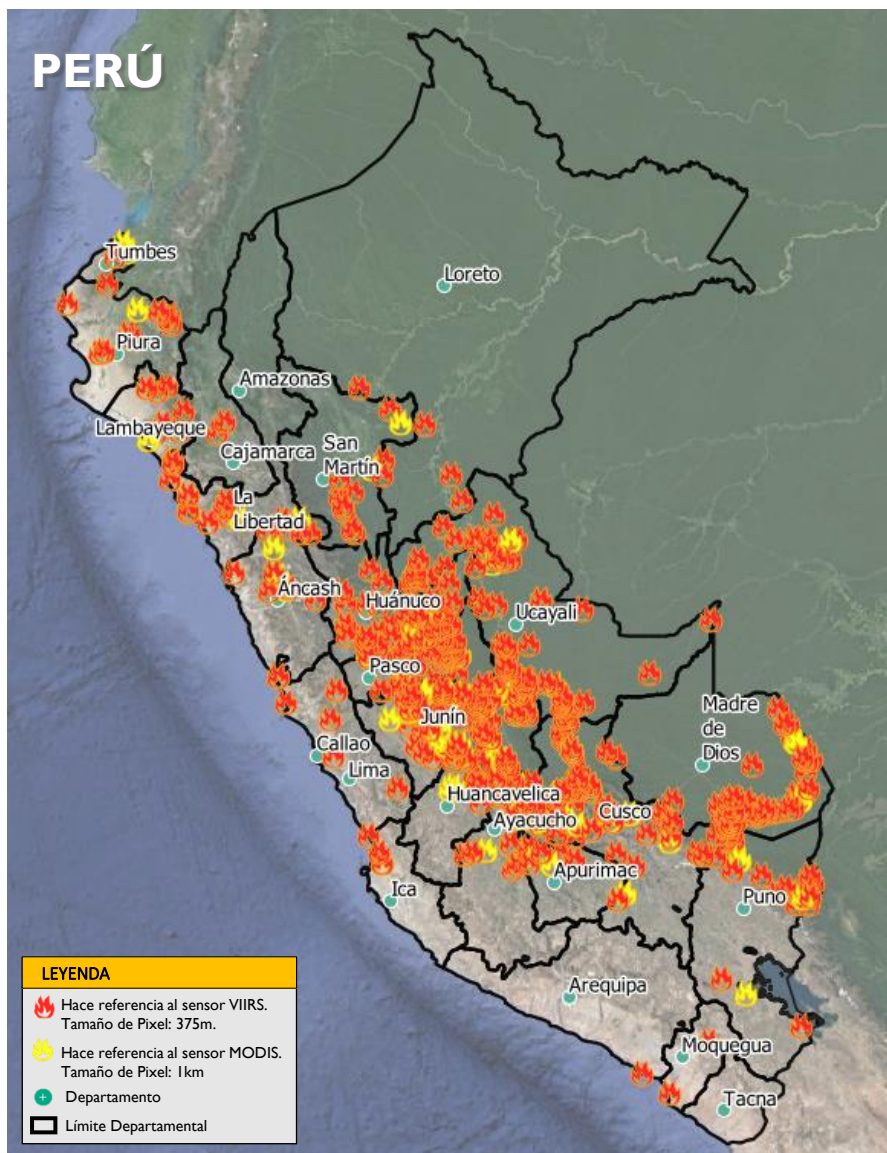 PERÚ
Tumbes
Loreto
Piura
Amazonas
Lambayeque
Cajamarca
San
Martín
La
Libertad
Áncash
Huánuco
Ucayali
Pasco
Junín
Madre
de
Dios
Callao
Lima
Huancavelica
Cusco
Ayacucho
Apurimac
Ica
Puno
Arequipa
Moquegua
Tacna
LEYENDA
Hace referencia al sensor VIIRS.
Tamaño de Pixel: 375m.
Hace referencia al sensor MODIS.
Tamaño de Pixel: 1km
Departamento
Límite Departamental